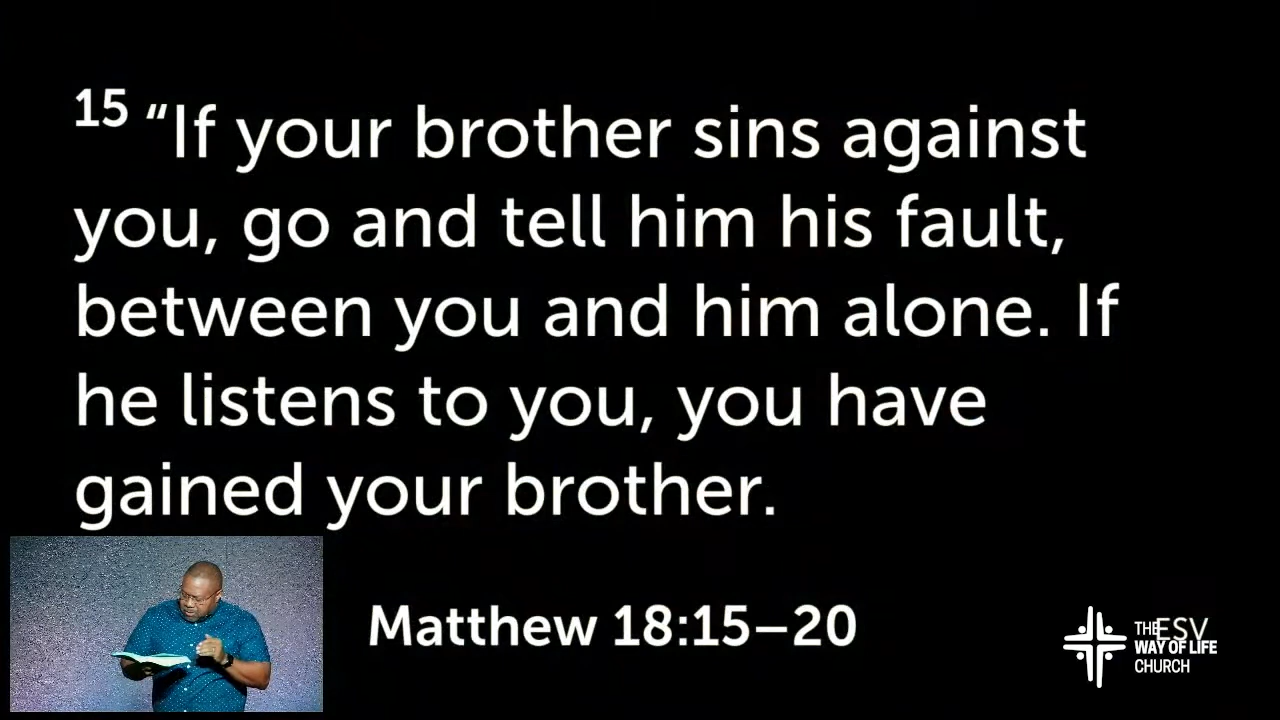 15 “If your brother sins against
you, go and tell him his fault,
between you and him alone. If
he listens to you, you have
gained your brother.
Matthew 18:15–20
ESV
THE
WAY OF LIFE
CHURCH